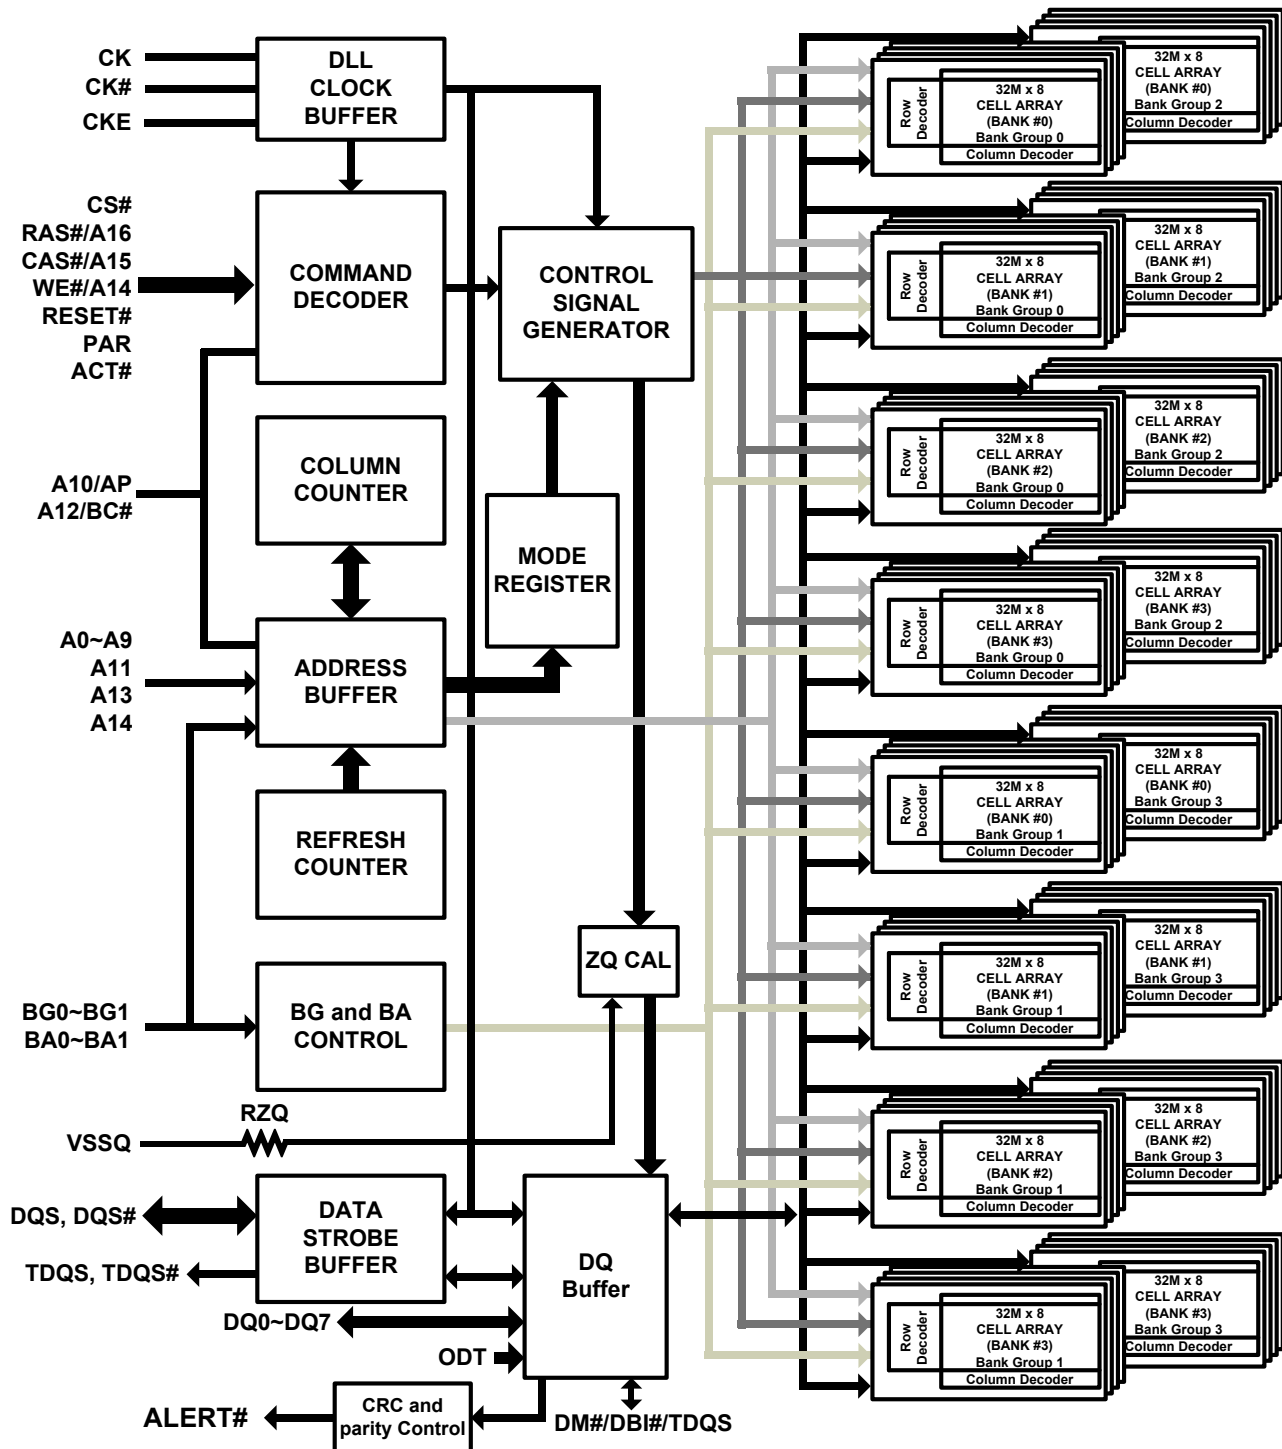 CK
CK#
CKE
DLL
CLOCK
BUFFER
CS#
RAS#/A16
CAS#/A15
WE#/A14
RESET#
PAR
ACT#
COMMAND
DECODER
CONTROL
SIGNAL
GENERATOR
A10/AP
A12/BC#
COLUMN
COUNTER
MODE
REGISTER
A0~A9
A11
A13
A14
ADDRESS
BUFFER
REFRESH
COUNTER
ZQ CAL
BG0~BG1
BA0~BA1
BG and BA
CONTROL
RZQ
VSSQ
DQS, DQS#
TDQS, TDQS#
DATA
STROBE
BUFFER
DQ
Buffer
DQ0~DQ7
ODT
ALERT#
CRC and
parity Control
DM#/DBI#/TDQS
32M x 8
CELL ARRAY
(BANK #0)
Bank Group 2
Column Decoder
Row
Decoder
32M x 8
CELL ARRAY
(BANK #0)
Bank Group 0
Column Decoder
32M x 8
CELL ARRAY
(BANK #1)
Bank Group 2
Column Decoder
Row
Decoder
32M x 8
CELL ARRAY
(BANK #1)
Bank Group 0
Column Decoder
32M x 8
CELL ARRAY
(BANK #2)
Bank Group 2
Column Decoder
Row
Decoder
32M x 8
CELL ARRAY
(BANK #2)
Bank Group 0
Column Decoder
32M x 8
CELL ARRAY
(BANK #3)
Bank Group 2
Column Decoder
Row
Decoder
32M x 8
CELL ARRAY
(BANK #3)
Bank Group 0
Column Decoder
32M x 8
CELL ARRAY
(BANK #0)
Bank Group 3
Column Decoder
Row
Decoder
32M x 8
CELL ARRAY
(BANK #0)
Bank Group 1
Column Decoder
32M x 8
CELL ARRAY
(BANK #1)
Bank Group 3
Column Decoder
Row
Decoder
32M x 8
CELL ARRAY
(BANK #1)
Bank Group 1
Column Decoder
32M x 8
CELL ARRAY
(BANK #2)
Bank Group 3
Column Decoder
Row
Decoder
32M x 8
CELL ARRAY
(BANK #2)
Bank Group 1
Column Decoder
32M x 8
CELL ARRAY
(BANK #3)
Bank Group 3
Column Decoder
Row
Decoder
32M x 8
CELL ARRAY
(BANK #3)
Bank Group 1
Column Decoder